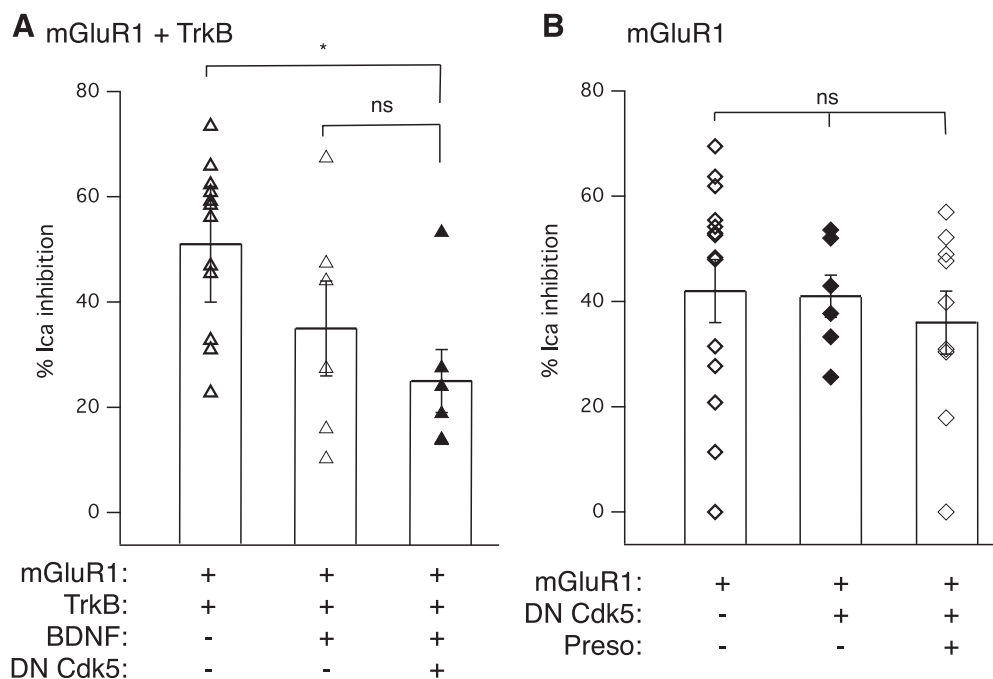 A mGluR1 + TrkB
*
ns
80
60
40
20
0
% Ica inhibition
mGluR1: + + +
TrkB: + + +
BDNF: - + +
DN Cdk5: - - +
B mGluR1
ns
80
60
40
20
0
% Ica inhibition
mGluR1: + + +
DN Cdk5: - + +
Preso: - - +